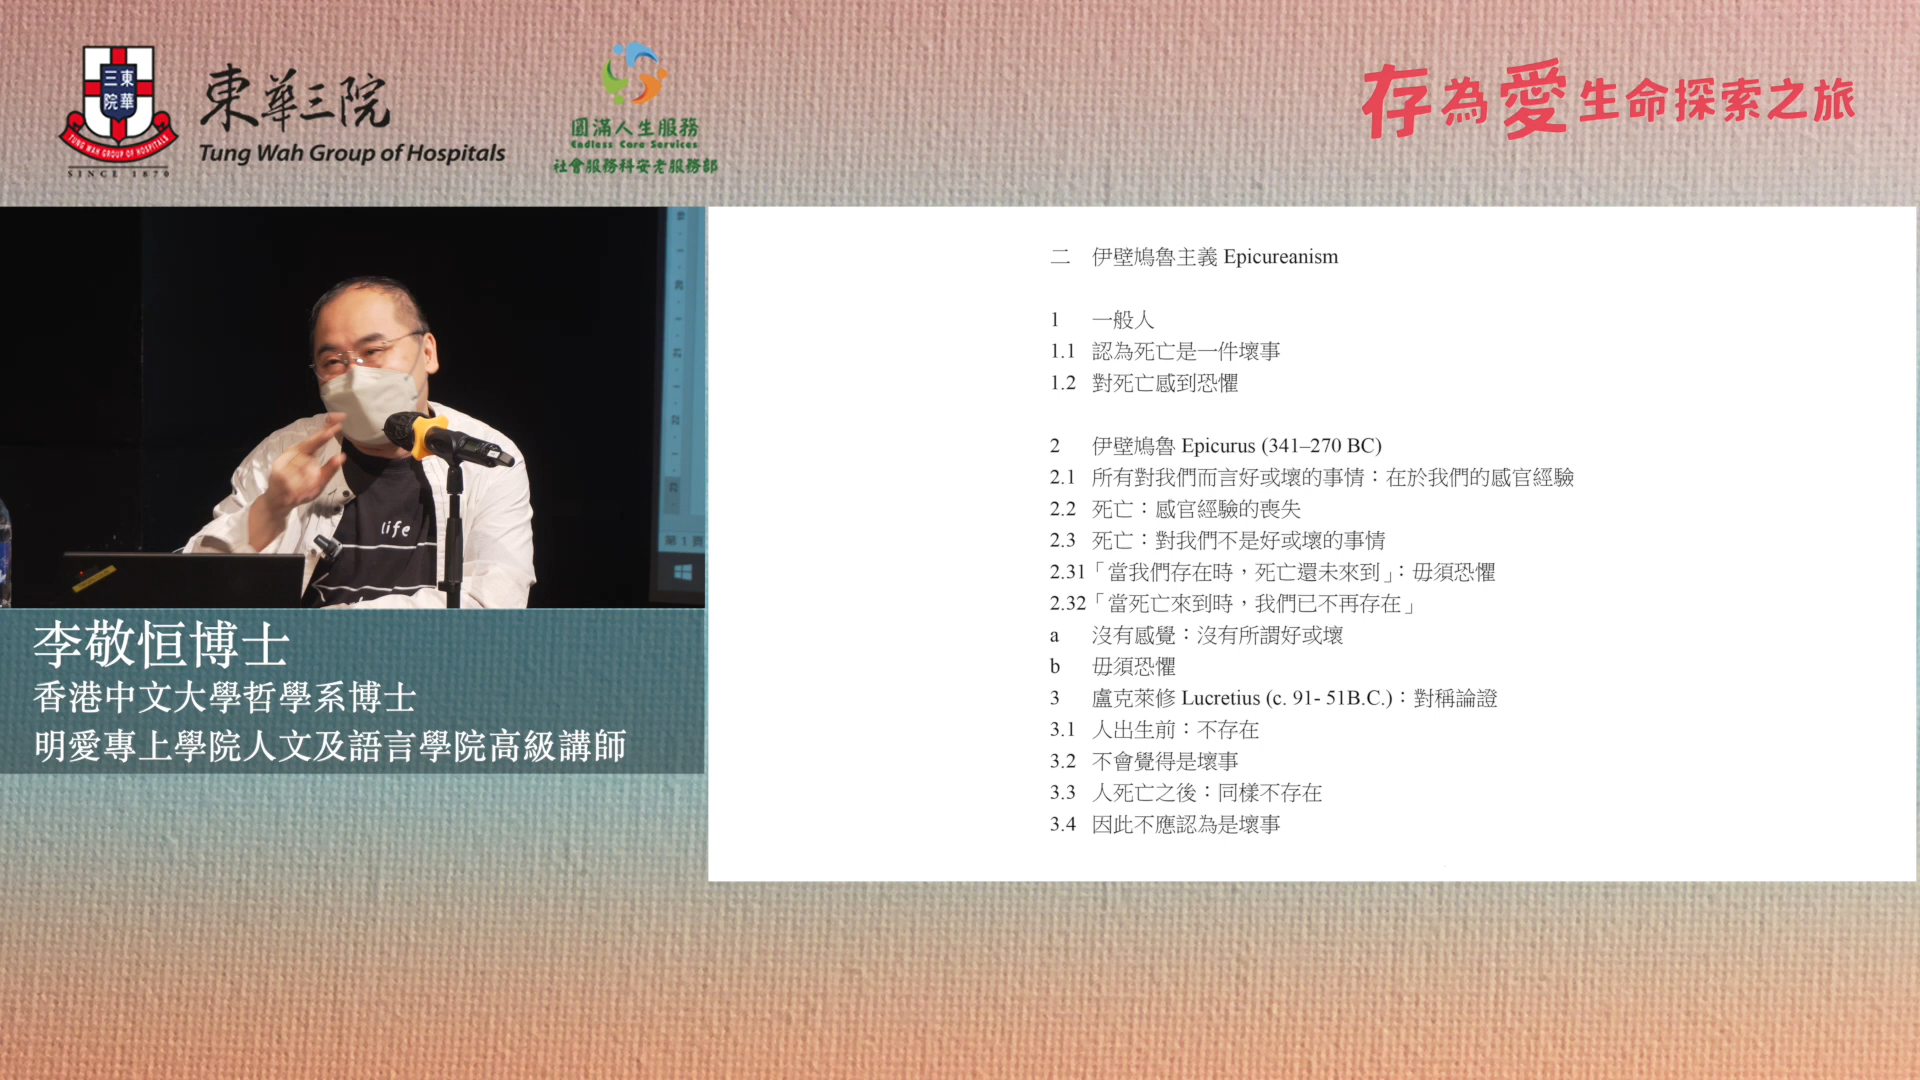 東華三院
東華三院
TUNG WAH GROUP OF HOSPITALS
SINCE 1870
Tung Wah Group of Hospitals
圓滿人生服務
Endless Care Services
社會服務科安老服務部
存為愛生命探索之旅
life
第1頁
李敬恒博士
香港中文大學哲學系博士
明愛專上學院人文及語言學院高級講師
二 伊壁鳩魯主義 Epicureanism
1 一般人
1.1 認為死亡是一件壞事
1.2 對死亡感到恐懼
2 伊壁鳩魯 Epicurus (341–270 BC)
2.1 所有對我們而言好或壞的事情：在於我們的感官經驗
2.2 死亡：感官經驗的喪失
2.3 死亡：對我們不是好或壞的事情
2.31「當我們存在時，死亡還未來到」：毋須恐懼
2.32「當死亡來到時，我們已不再存在」
a 沒有感覺：沒有所謂好或壞
b 毋須恐懼
3 盧克萊修 Lucretius (c. 91- 51B.C.)：對稱論證
3.1 人出生前：不存在
3.2 不會覺得是壞事
3.3 人死亡之後：同樣不存在
3.4 因此不應認為是壞事